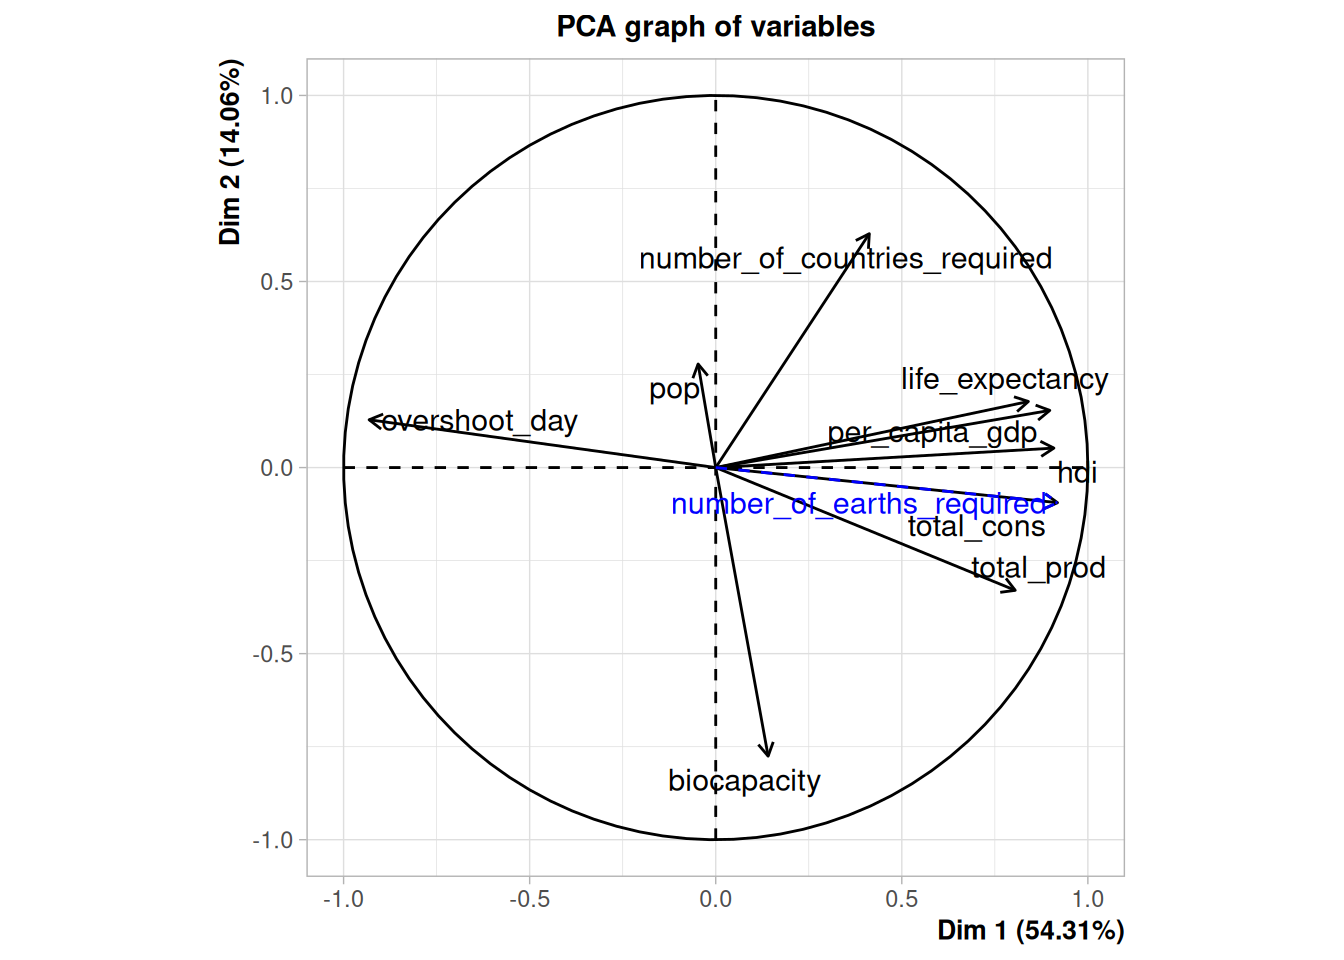 PCA graph of variables
Dim 2 (14.06%)
1.0
0.5
0.0
-0.5
-1.0
number_of_countries_required
life_expectancy
pop
overshoot_day
per_capita_gdp
hdi
number_of_earths_required
total_cons
total_prod
biocapacity
-1.0
-0.5
0.0
0.5
1.0
Dim 1 (54.31%)